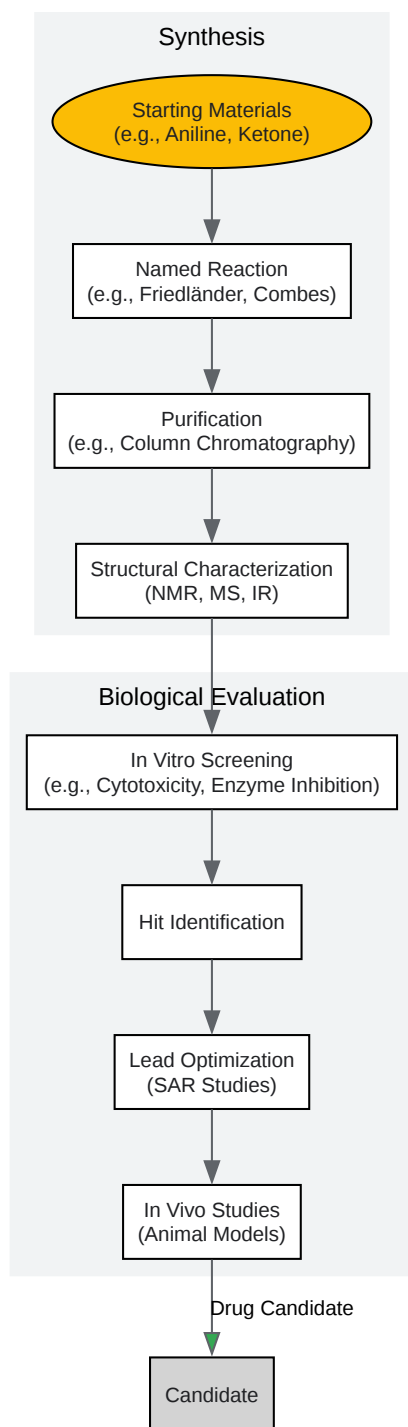 Synthesis
Starting Materials
(e.g., Aniline, Ketone)
Named Reaction
(e.g., Friedländer, Combes)
Purification
(e.g., Column Chromatography)
Structural Characterization
(NMR, MS, IR)
Biological Evaluation
In Vitro Screening
(e.g., Cytotoxicity, Enzyme Inhibition)
Hit Identification
Lead Optimization
(SAR Studies)
In Vivo Studies
(Animal Models)
Drug Candidate
Candidate